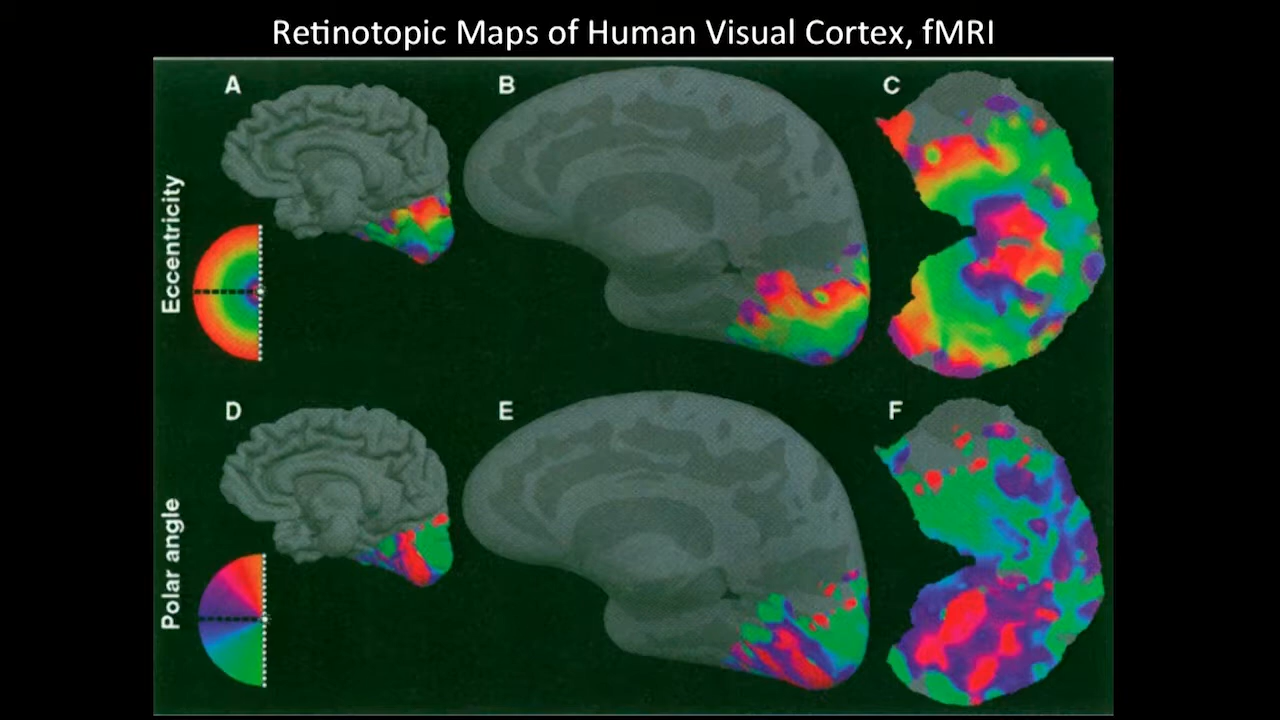 Retinotopic Maps of Human Visual Cortex, fMRI
A
B
C
Eccentricity
D
E
F
Polar angle